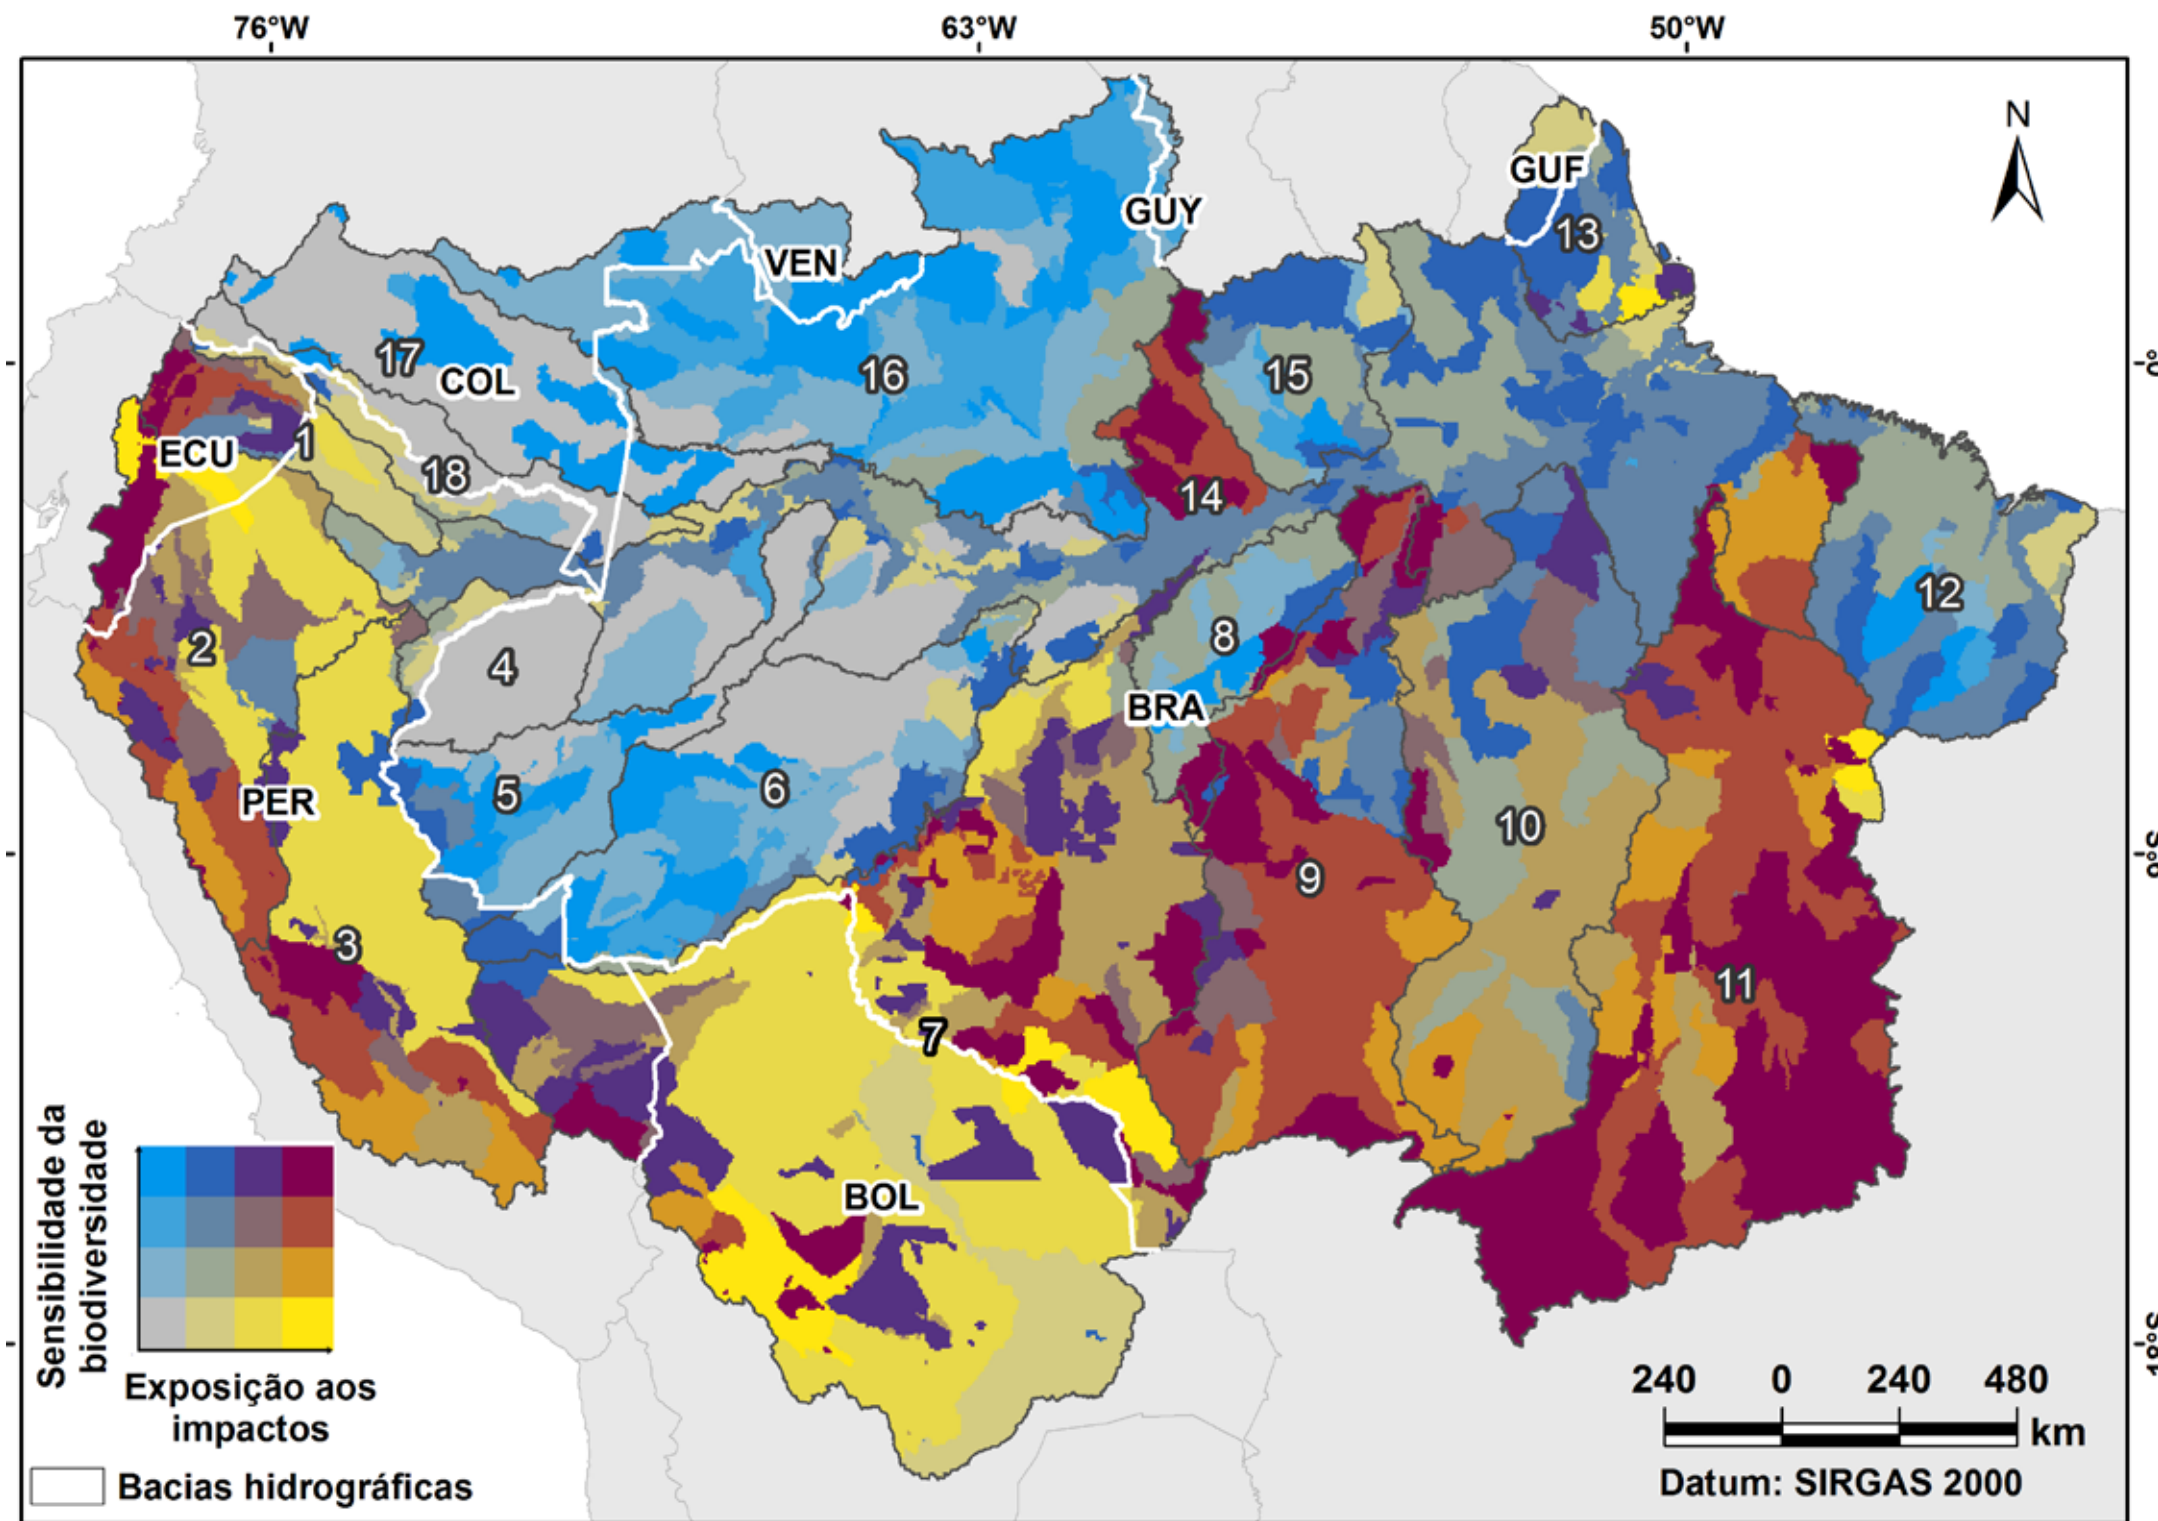 76°W
63°W
50°W
N
GUF
GUY
13
VEN
17
COL
16
15
1
ECU
18
14
12
2
4
8
BRA
5
6
PER
10
9
3
11
7
BOL
Sensibilidade da
biodiversidade
Exposição aos
impactos
Bacias hidrográficas
240 0 240 480
km
Datum: SIRGAS 2000